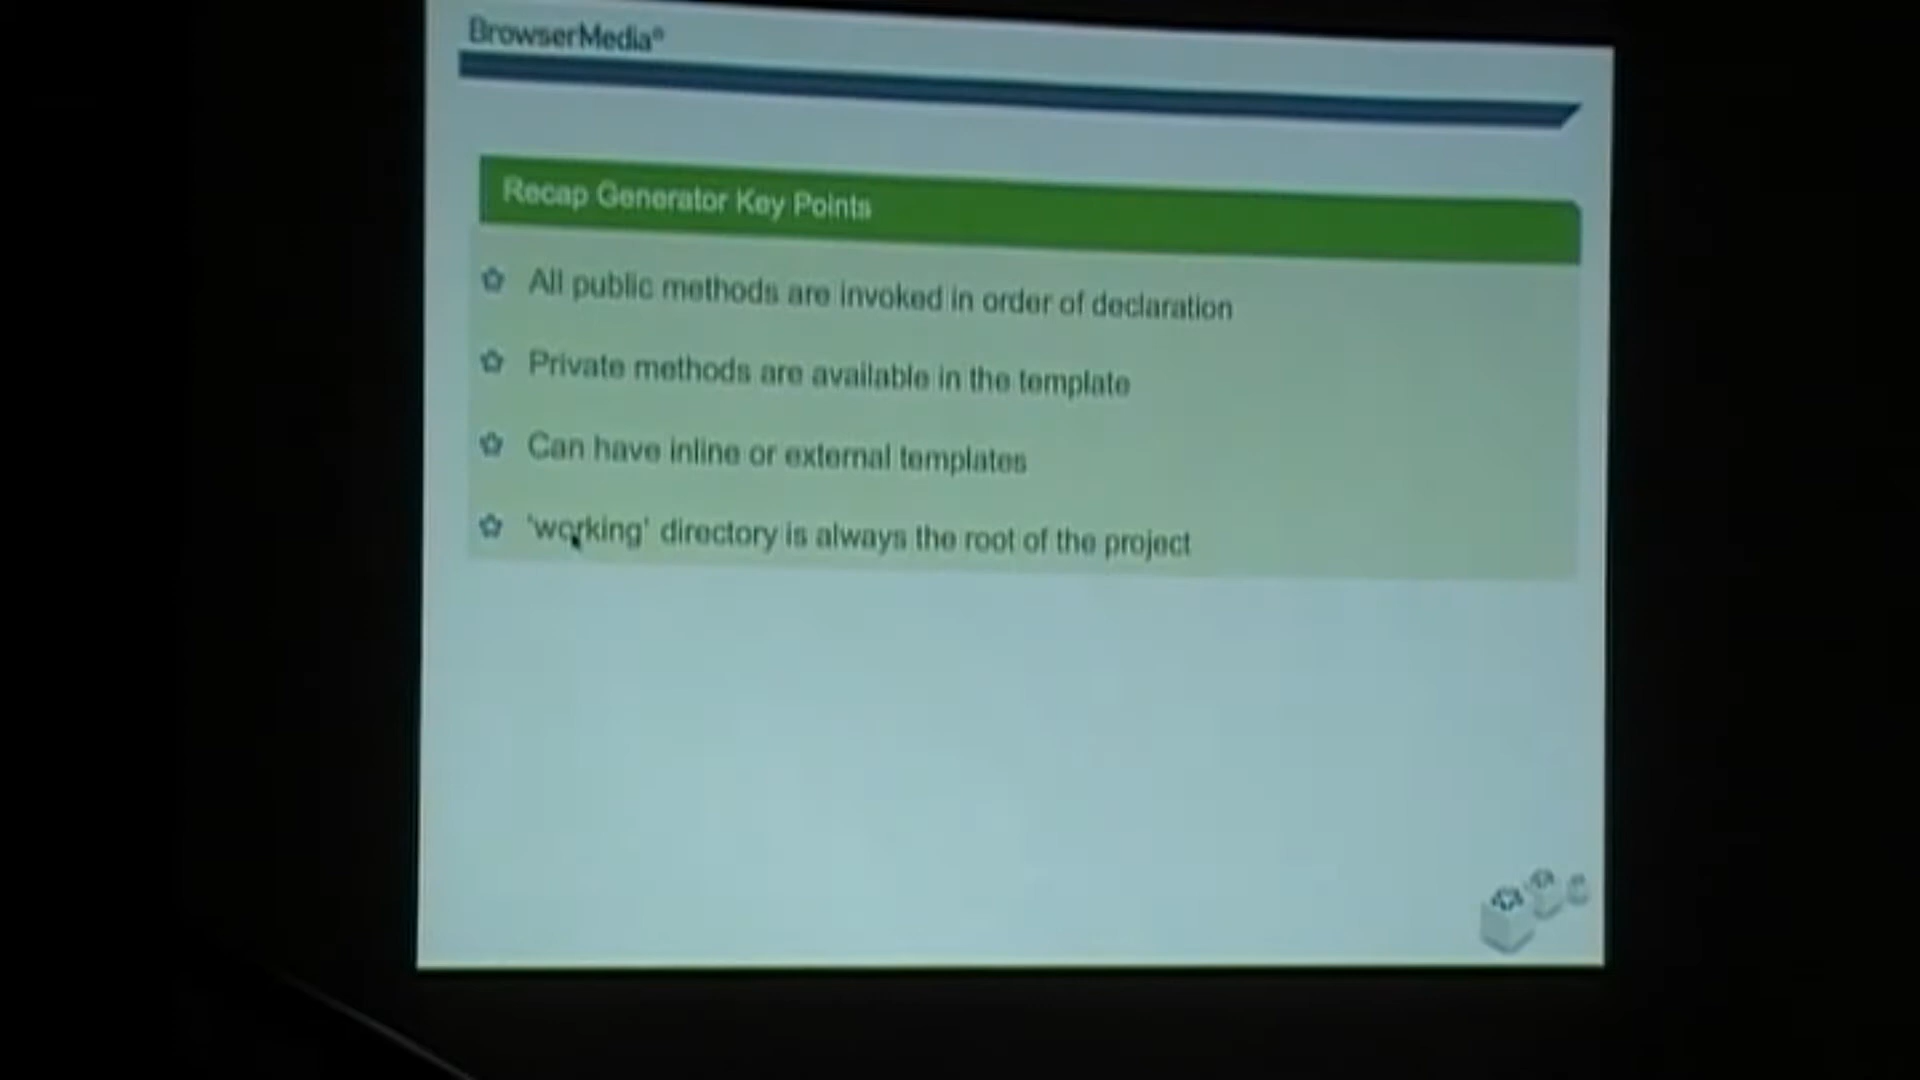 BrowserMedia®
Recap Generator Key Points
All public methods are invoked in order of declaration
Private methods are available in the template
Can have inline or external templates
'working' directory is always the root of the project